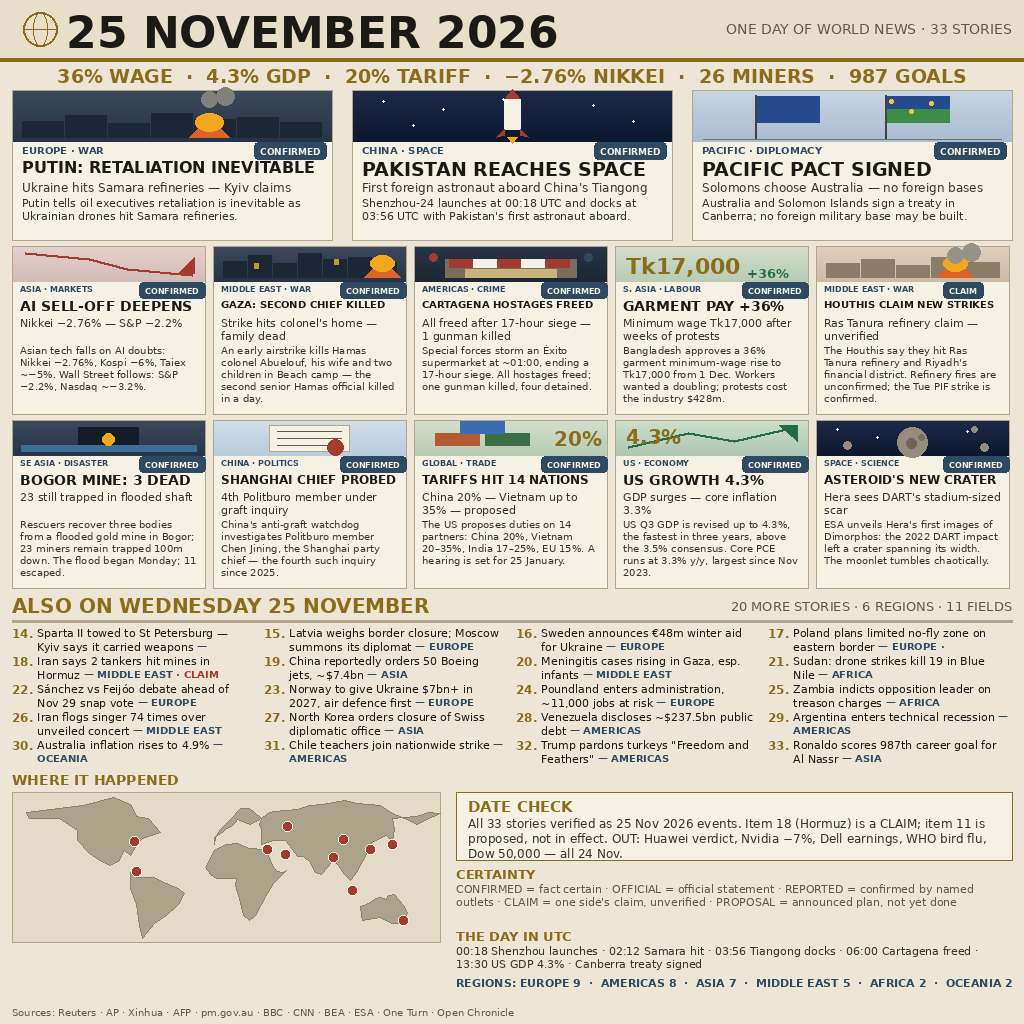 25 NOVEMBER 2026
ONE DAY OF WORLD NEWS · 33 STORIES
36% WAGE · 4.3% GDP · 20% TARIFF · −2.76% NIKKEI · 26 MINERS · 987 GOALS
EUROPE · WAR
CONFIRMED
PUTIN: RETALIATION INEVITABLE
Ukraine hits Samara refineries — Kyiv claims
Putin tells oil executives retaliation is inevitable as
Ukrainian drones hit Samara refineries.
CHINA · SPACE
CONFIRMED
PAKISTAN REACHES SPACE
First foreign astronaut aboard China's Tiangong
Shenzhou-24 launches at 00:18 UTC and docks at
03:56 UTC with Pakistan's first astronaut aboard.
PACIFIC · DIPLOMACY
CONFIRMED
PACIFIC PACT SIGNED
Solomons choose Australia — no foreign bases
Australia and Solomon Islands sign a treaty in
Canberra; no foreign military base may be built.
ASIA · MARKETS
CONFIRMED
AI SELL-OFF DEEPENS
Nikkei −2.76% — S&P −2.2%
Asian tech falls on AI doubts:
Nikkei −2.76%, Kospi −6%, Taiex
~−5%. Wall Street follows: S&P
−2.2%, Nasdaq ~−3.2%.
MIDDLE EAST · WAR
CONFIRMED
GAZA: SECOND CHIEF KILLED
Strike hits colonel's home —
family dead
An early airstrike kills Hamas
colonel Abuelouf, his wife and two
children in Beach camp — the
second senior Hamas official killed
in a day.
AMERICAS · CRIME
CONFIRMED
CARTAGENA HOSTAGES FREED
All freed after 17-hour siege —
1 gunman killed
Special forces storm an Éxito
supermarket at ~01:00, ending a
17-hour siege. All hostages freed;
one gunman killed, four detained.
Tk17,000 +36%
S. ASIA · LABOUR
CONFIRMED
GARMENT PAY +36%
Minimum wage Tk17,000 after
weeks of protests
Bangladesh approves a 36%
garment minimum-wage rise to
Tk17,000 from 1 Dec. Workers
wanted a doubling; protests cost
the industry $428m.
MIDDLE EAST · WAR
CLAIM
HOUTHIS CLAIM NEW STRIKES
Ras Tanura refinery claim —
unverified
The Houthis say they hit Ras
Tanura refinery and Riyadh's
financial district. Refinery fires are
unconfirmed; the Tue PIF strike is
confirmed.
SE ASIA · DISASTER
CONFIRMED
BOGOR MINE: 3 DEAD
23 still trapped in flooded shaft
Rescuers recover three bodies
from a flooded gold mine in Bogor;
23 miners remain trapped 100m
down. The flood began Monday; 11
escaped.
CHINA · POLITICS
CONFIRMED
SHANGHAI CHIEF PROBED
4th Politburo member under
graft inquiry
China's anti-graft watchdog
investigates Politburo member
Chen Jining, the Shanghai party
chief — the fourth such inquiry
since 2025.
20%
GLOBAL · TRADE
CONFIRMED
TARIFFS HIT 14 NATIONS
China 20% — Vietnam up to
35% — proposed
The US proposes duties on 14
partners: China 20%, Vietnam
20–35%, India 17–25%, EU 15%. A
hearing is set for 25 January.
4.3%
US · ECONOMY
CONFIRMED
US GROWTH 4.3%
GDP surges — core inflation
3.3%
US Q3 GDP is revised up to 4.3%,
the fastest in three years, above
the 3.5% consensus. Core PCE
runs at 3.3% y/y, largest since Nov
2023.
SPACE · SCIENCE
CONFIRMED
ASTEROID'S NEW CRATER
Hera sees DART's stadium-sized
scar
ESA unveils Hera's first images of
Dimorphos: the 2022 DART impact
left a crater spanning its width.
The moonlet tumbles chaotically.
ALSO ON WEDNESDAY 25 NOVEMBER
20 MORE STORIES · 6 REGIONS · 11 FIELDS
14. Sparta II towed to St Petersburg —
Kyiv says it carried weapons —
15. Latvia weighs border closure; Moscow
summons its diplomat — EUROPE
16. Sweden announces €48m winter aid
for Ukraine — EUROPE
17. Poland plans limited no-fly zone on
eastern border — EUROPE ·
18. Iran says 2 tankers hit mines in
Hormuz — MIDDLE EAST · CLAIM
19. China reportedly orders 50 Boeing
jets, ~$7.4bn — ASIA
20. Meningitis cases rising in Gaza, esp.
infants — MIDDLE EAST
21. Sudan: drone strikes kill 19 in Blue
Nile — AFRICA
22. Sánchez vs Feijóo debate ahead of
Nov 29 snap vote — EUROPE
23. Norway to give Ukraine $7bn+ in
2027, air defence first — EUROPE
24. Poundland enters administration,
~11,000 jobs at risk — EUROPE
25. Zambia indicts opposition leader on
treason charges — AFRICA
26. Iran flogs singer 74 times over
unveiled concert — MIDDLE EAST
27. North Korea orders closure of Swiss
diplomatic office — ASIA
28. Venezuela discloses ~$237.5bn public
debt — AMERICAS
29. Argentina enters technical recession —
AMERICAS
30. Australia inflation rises to 4.9% —
OCEANIA
31. Chile teachers join nationwide strike —
AMERICAS
32. Trump pardons turkeys "Freedom and
Feathers" — AMERICAS
33. Ronaldo scores 987th career goal for
Al Nassr — ASIA
WHERE IT HAPPENED
DATE CHECK
All 33 stories verified as 25 Nov 2026 events. Item 18 (Hormuz) is a CLAIM; item 11 is
proposed, not in effect. OUT: Huawei verdict, Nvidia −7%, Dell earnings, WHO bird flu,
Dow 50,000 — all 24 Nov.
CERTAINTY
CONFIRMED = fact certain · OFFICIAL = official statement · REPORTED = confirmed by named
outlets · CLAIM = one side's claim, unverified · PROPOSAL = announced plan, not yet done
THE DAY IN UTC
00:18 Shenzhou launches · 02:12 Samara hit · 03:56 Tiangong docks · 06:00 Cartagena freed ·
13:30 US GDP 4.3% · Canberra treaty signed
REGIONS: EUROPE 9 · AMERICAS 8 · ASIA 7 · MIDDLE EAST 5 · AFRICA 2 · OCEANIA 2
Sources: Reuters · AP · Xinhua · AFP · pm.gov.au · BBC · CNN · BEA · ESA · One Turn · Open Chronicle